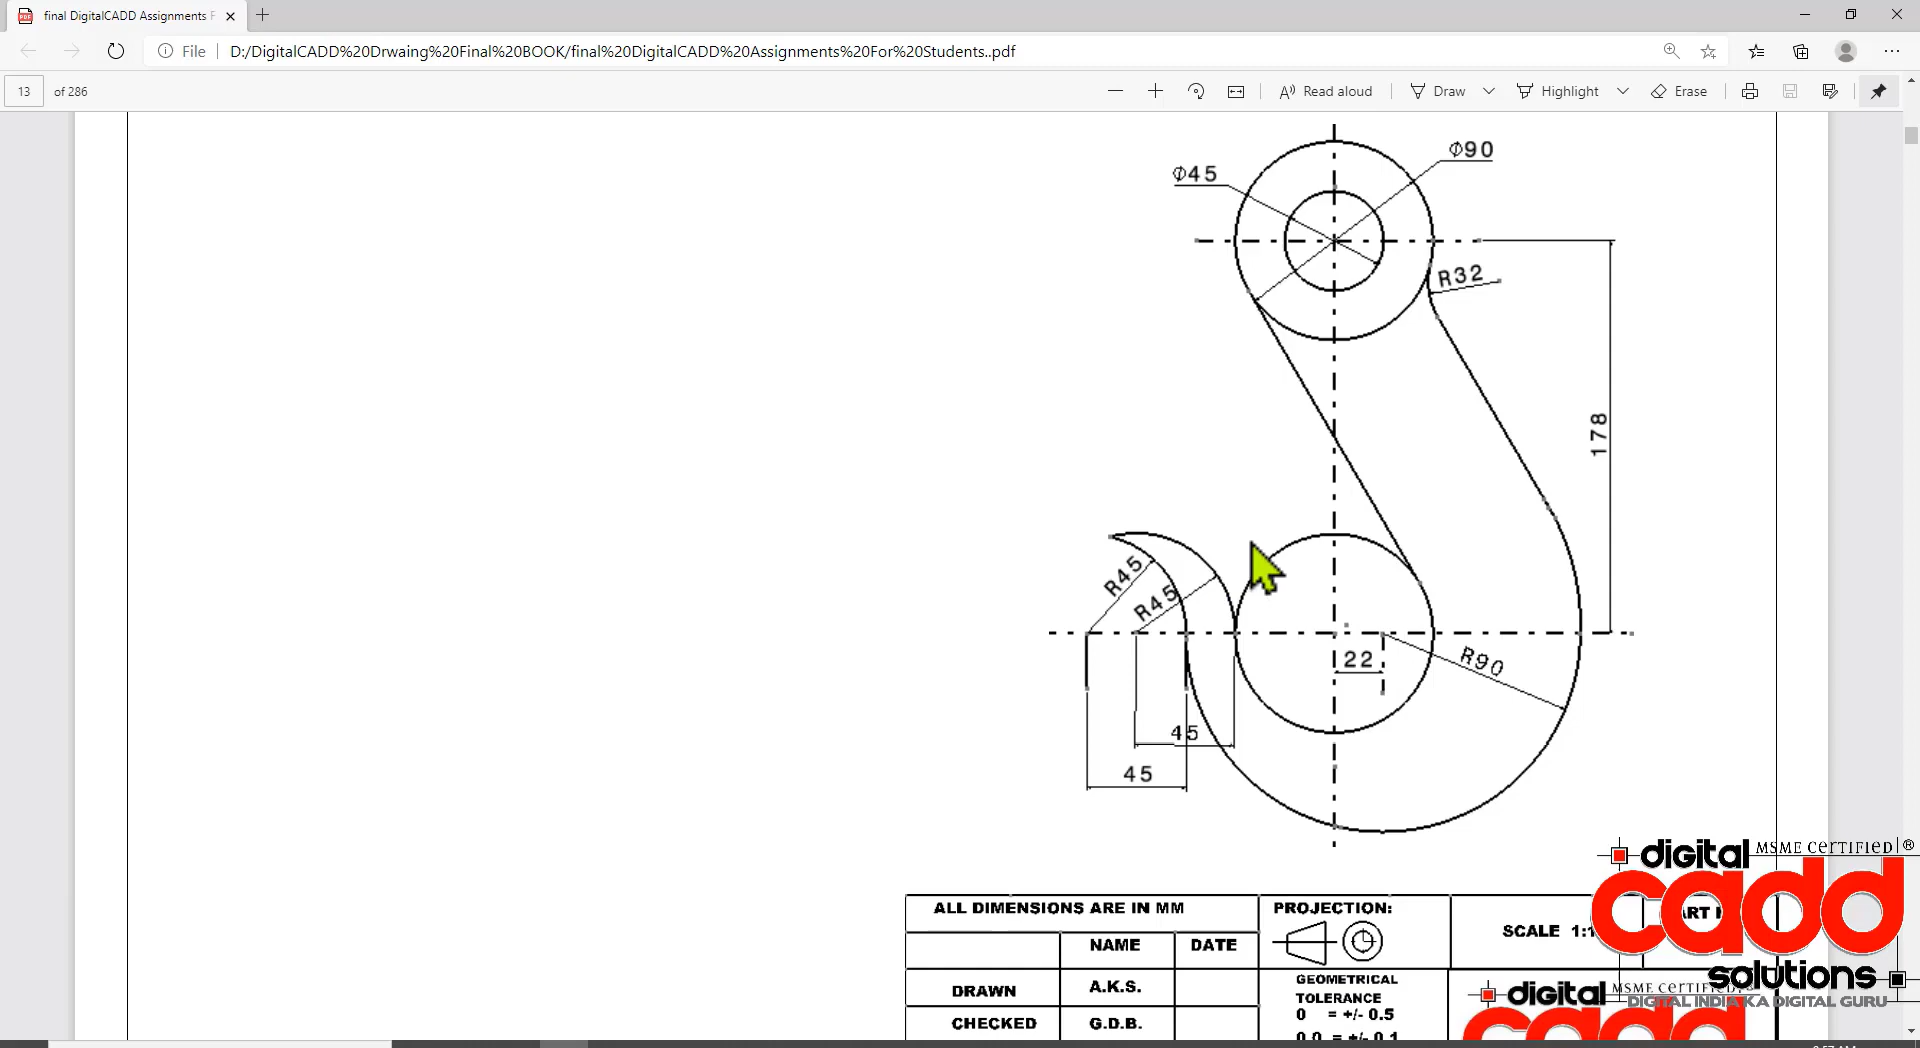 final DigitalCADD Assignments F
File D:/DigitalCADD%20Drwaing%20Final%20BOOK/final%20DigitalCADD%20Assignments%20For%20Students..pdf
13 of 286
Read aloud Draw Highlight Erase
Φ90
Φ45
R32
178
R45
R45
22
R90
45
45
digital MSME CERTIFIED ®
cadd
solutions
DIGITAL INDIA KA DIGITAL GURU
ALL DIMENSIONS ARE IN MM
PROJECTION:
SCALE 1:1
NAME DATE
DRAWN A.K.S.
CHECKED G.D.B.
GEOMETRICAL
TOLERANCE
0 = +/- 0.5
0.0 = +/- 0.1
digital MSME CERTIFIED